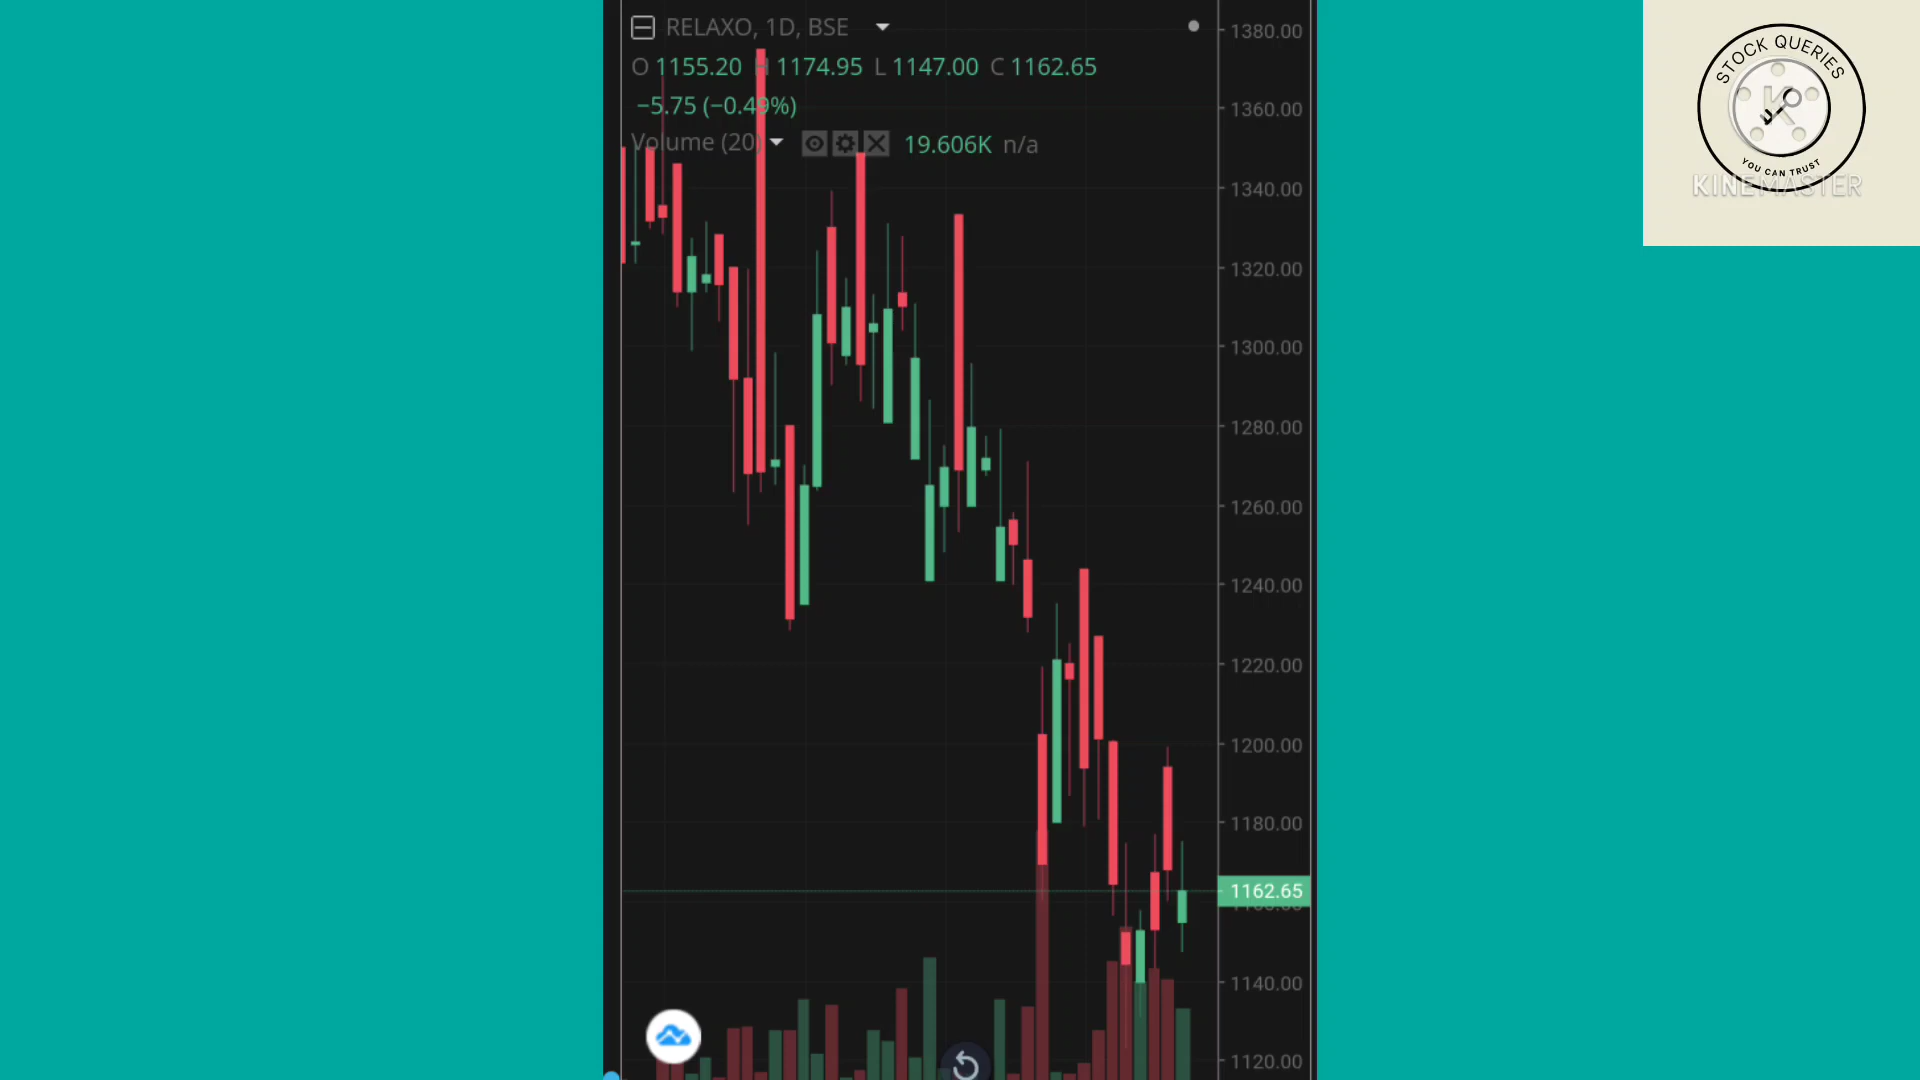 RELAXO, 1D, BSE
O 1155.20 H 1174.95 L 1147.00 C 1162.65
−5.75 (−0.49%)
Volume (20) 19.606K n/a
1380.00
1360.00
1340.00
1320.00
1300.00
1280.00
1260.00
1240.00
1220.00
1200.00
1180.00
1162.65
1160.00
1140.00
1120.00
STOCK QUERIES
K
YOU CAN TRUST
KINEMASTER